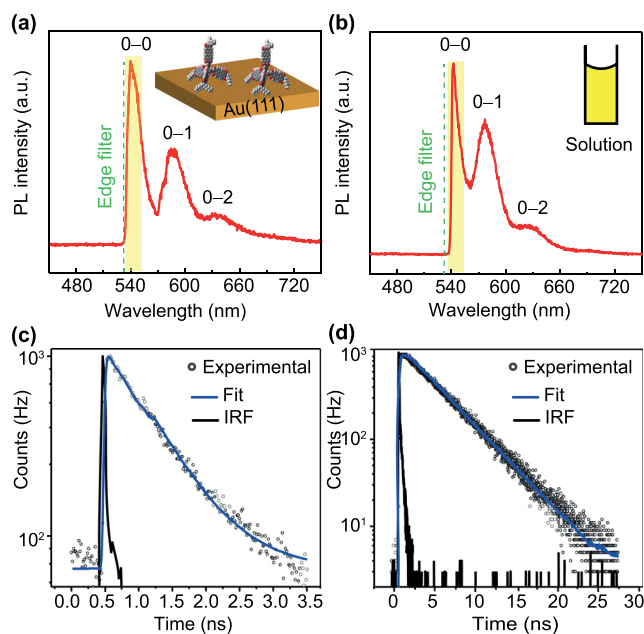 (a)
0–0
Au(111)
Edge filter
0–1
0–2
PL intensity (a.u.)
480 540 600 660 720
Wavelength (nm)
(b)
0–0
0–1
Solution
Edge filter
0–2
PL intensity (a.u.)
480 540 600 660 720
Wavelength (nm)
(c)
10³
Experimental
Fit
IRF
Counts (Hz)
10²
0.0 0.5 1.0 1.5 2.0 2.5 3.0 3.5
Time (ns)
(d)
10³
Experimental
Fit
IRF
10²
Counts (Hz)
10¹
0 5 10 15 20 25 30
Time (ns)